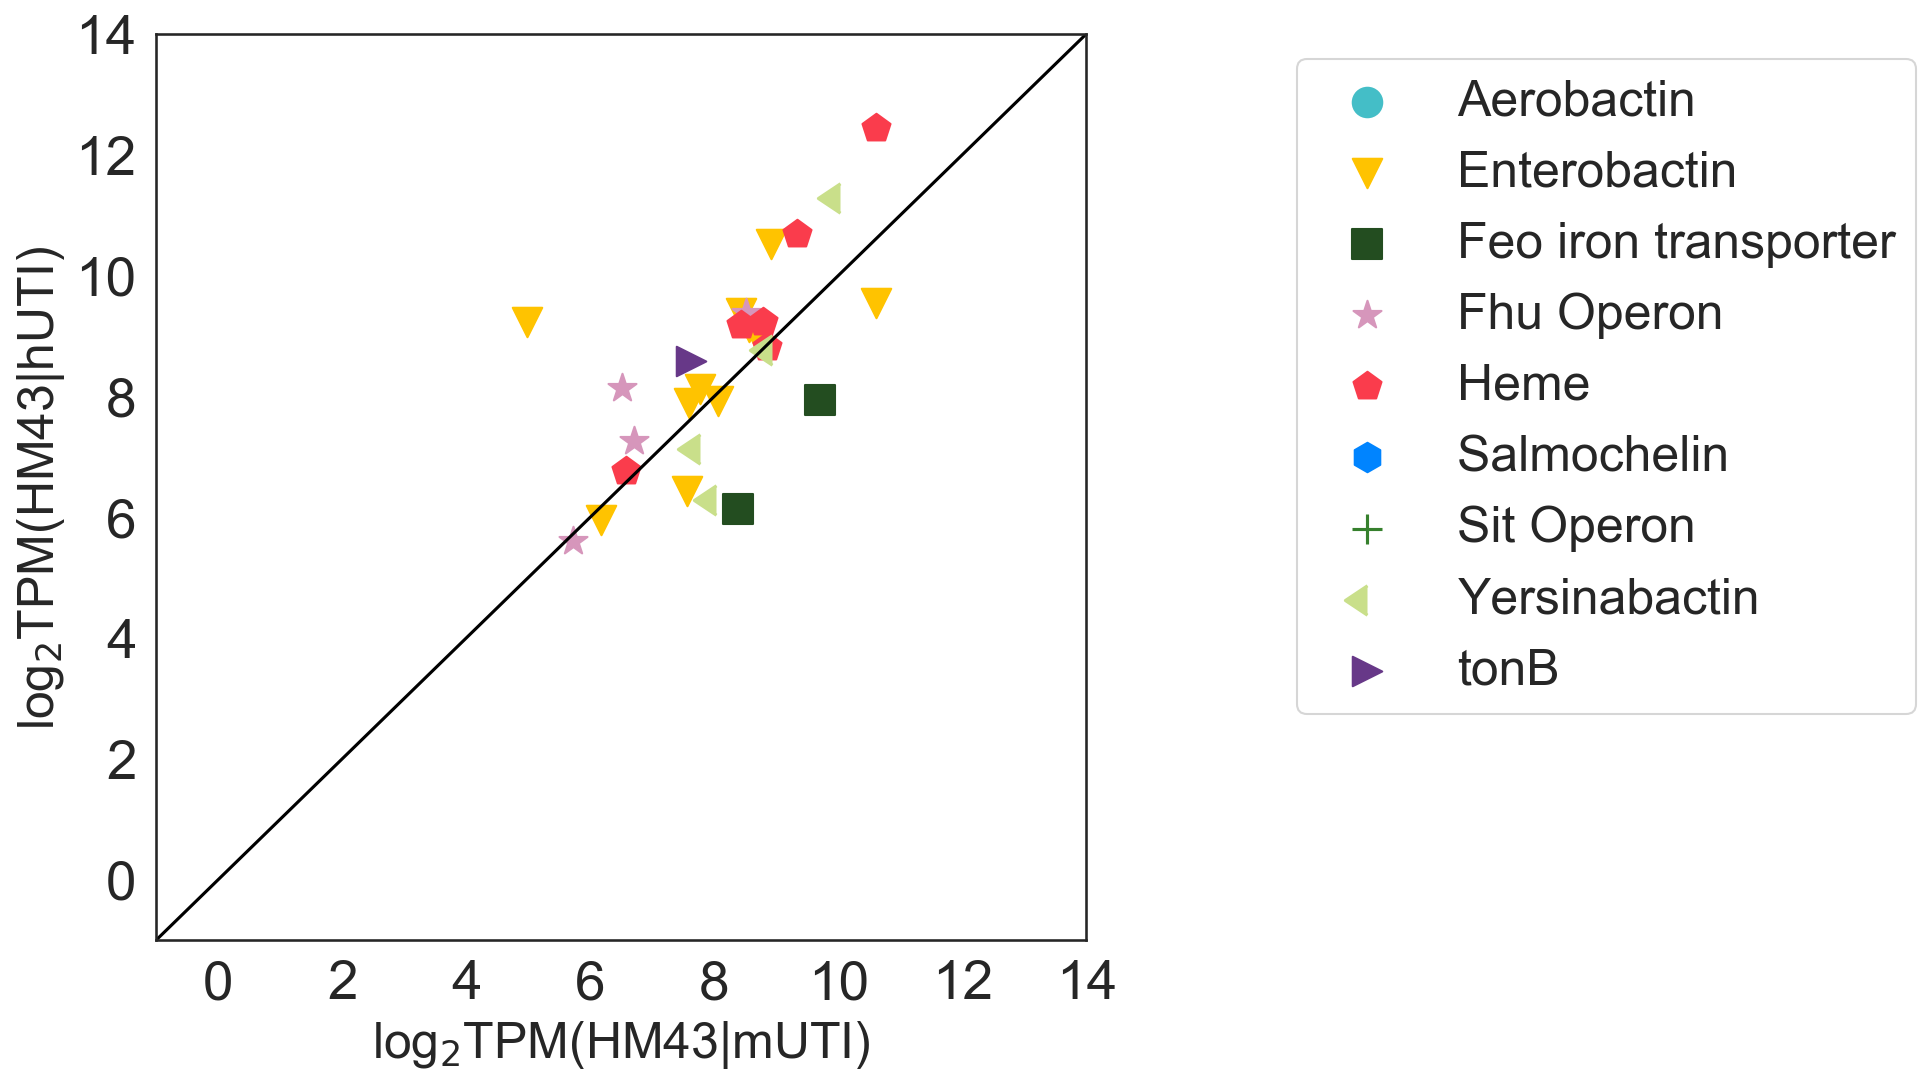 14
12
10
8
6
4
2
0
0 2 4 6 8 10 12 14
log₂TPM(HM43|hUTI)
log₂TPM(HM43|mUTI)
Aerobactin
Enterobactin
Feo iron transporter
Fhu Operon
Heme
Salmochelin
Sit Operon
Yersinabactin
tonB